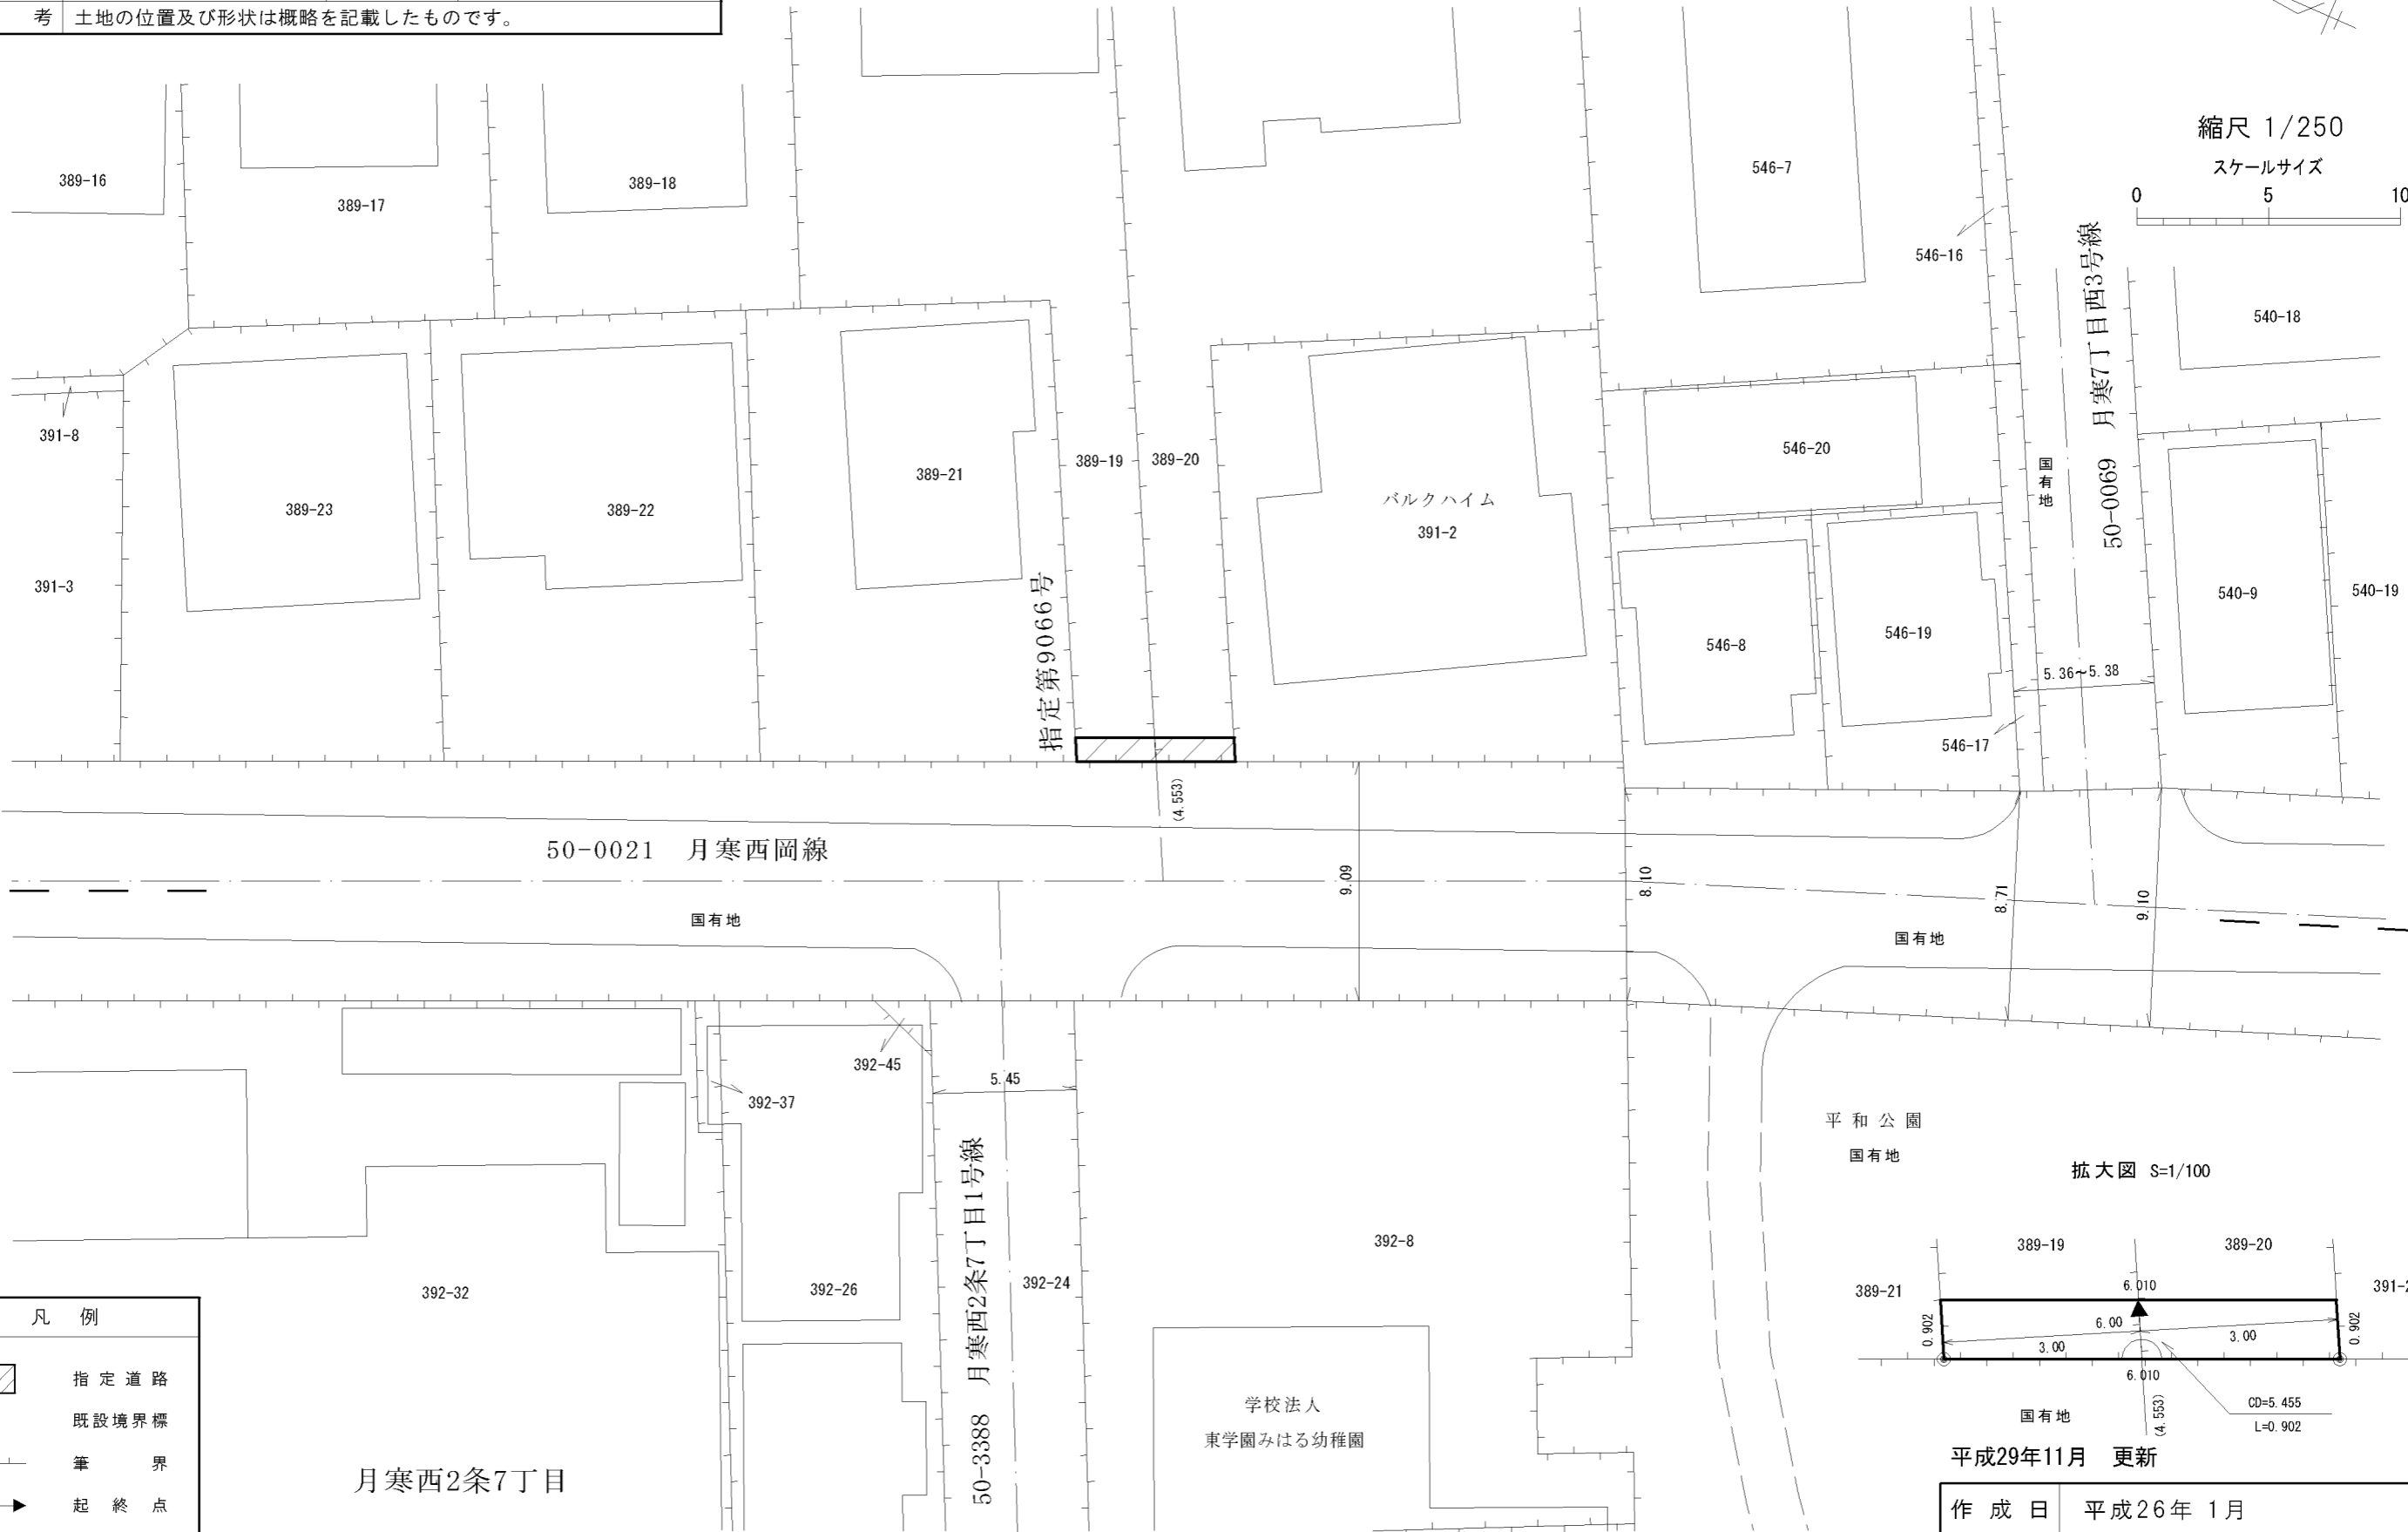 考 土地の位置及び形状は概略を記載したものです。
縮尺 1/250
スケールサイズ
0 5 10
389-16
389-17
389-18
546-7
546-16
540-18
391-8
389-23
389-22
389-21
389-19
389-20
バルクハイム
391-2
546-20
国有地
50-0069 月寒7丁目西3号線
391-3
指定第9066号
546-8
546-19
5.36~5.38
540-9
540-19
546-17
(4.553)
50-0021 月寒西岡線
9.09
8.10
8.71
9.10
国有地
国有地
392-45
392-37
5.45
平和公園
国有地
50-3388 月寒西2条7丁目1号線
392-32
392-26
392-24
392-8
学校法人
東学園みはる幼稚園
月寒西2条7丁目
凡例
指定道路
既設境界標
筆界
起終点
拡大図 S=1/100
389-19
389-20
389-21
391-2
6.010
0.902
6.00
3.00
3.00
0.902
6.010
(4.553)
国有地
CD=5.455
L=0.902
平成29年11月 更新
作成日 平成26年 1月